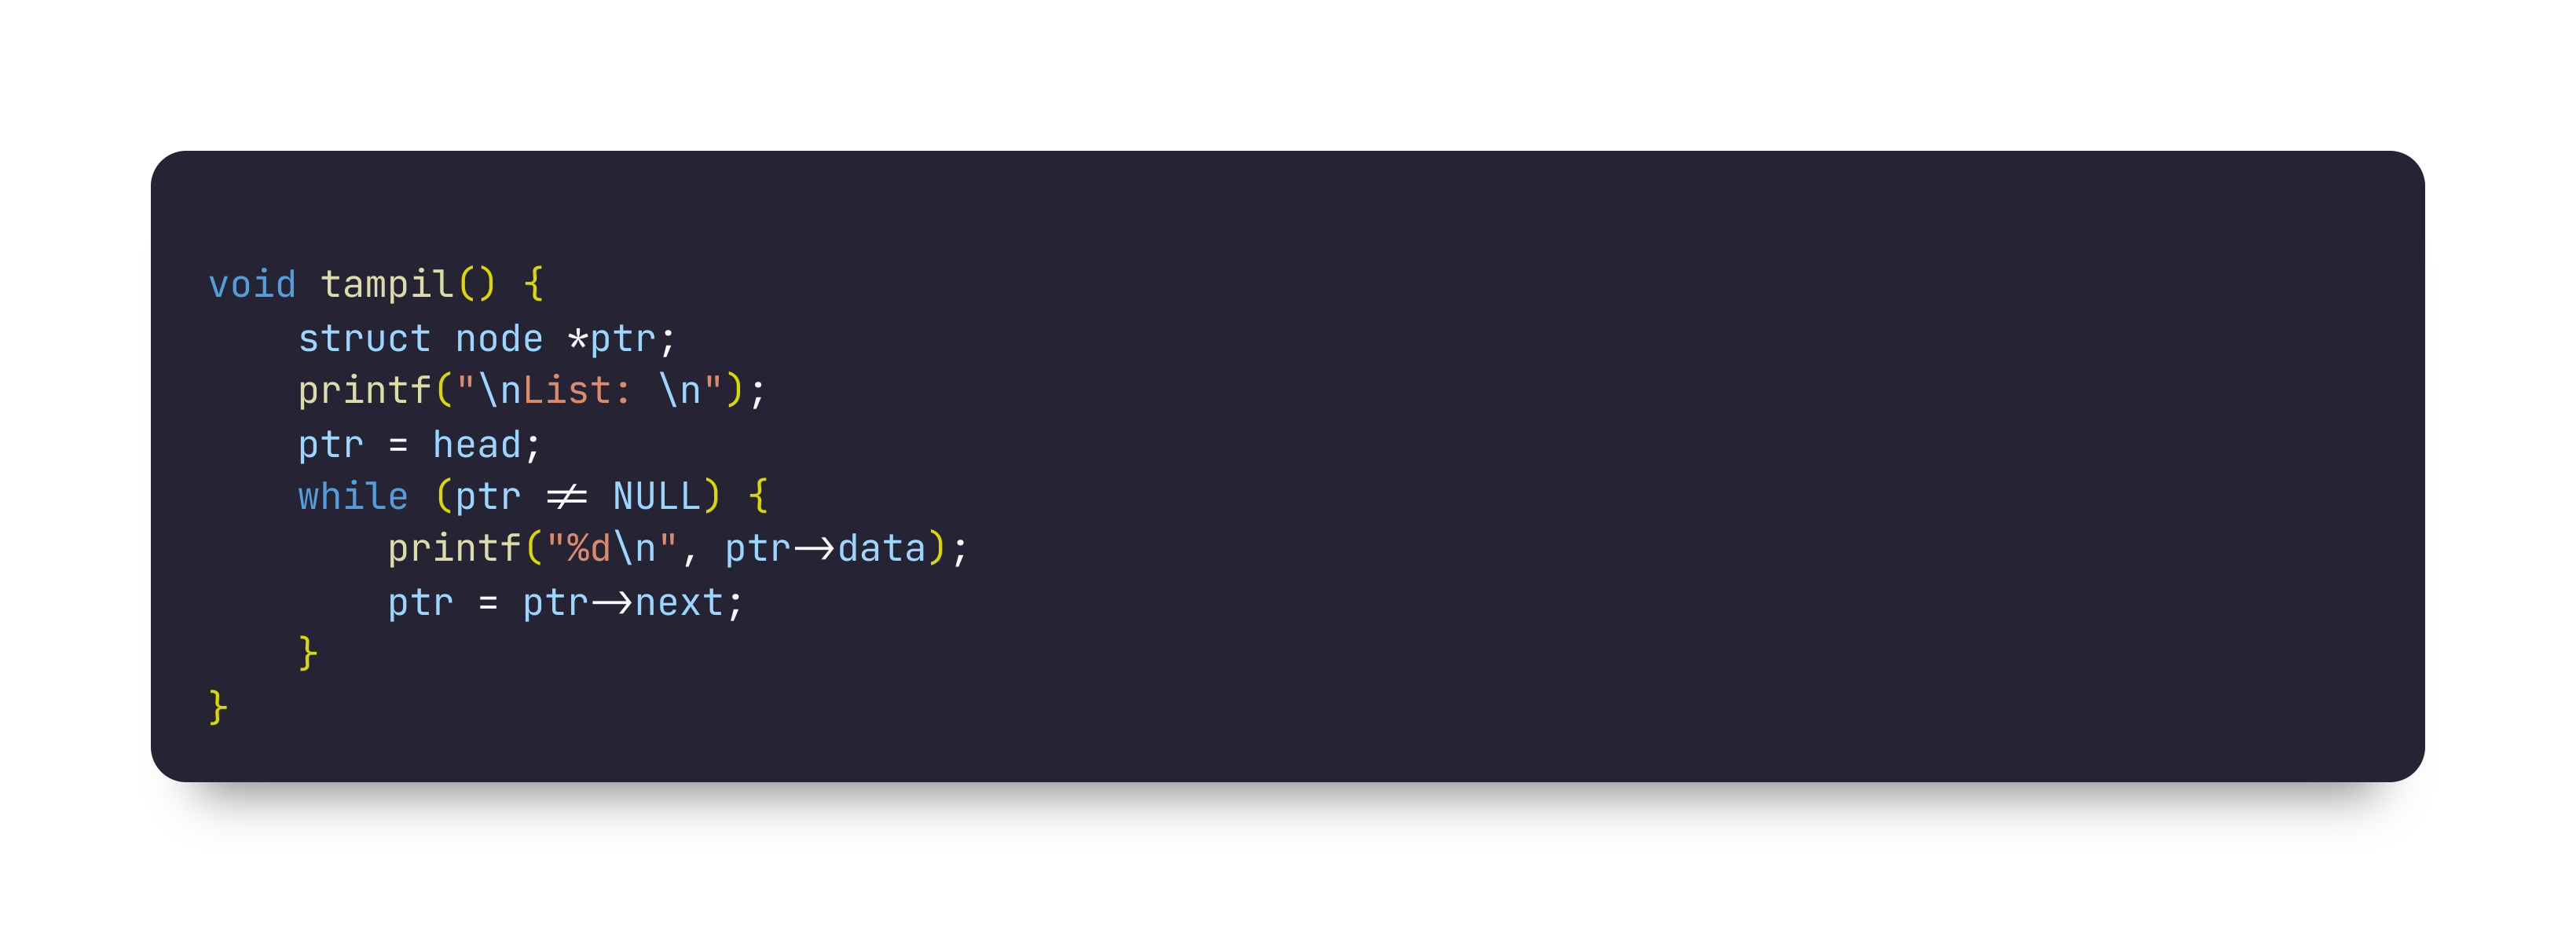 void tampil() {
    struct node *ptr;
    printf("\nList: \n");
    ptr = head;
    while (ptr != NULL) {
        printf("%d\n", ptr->data);
        ptr = ptr->next;
    }
}